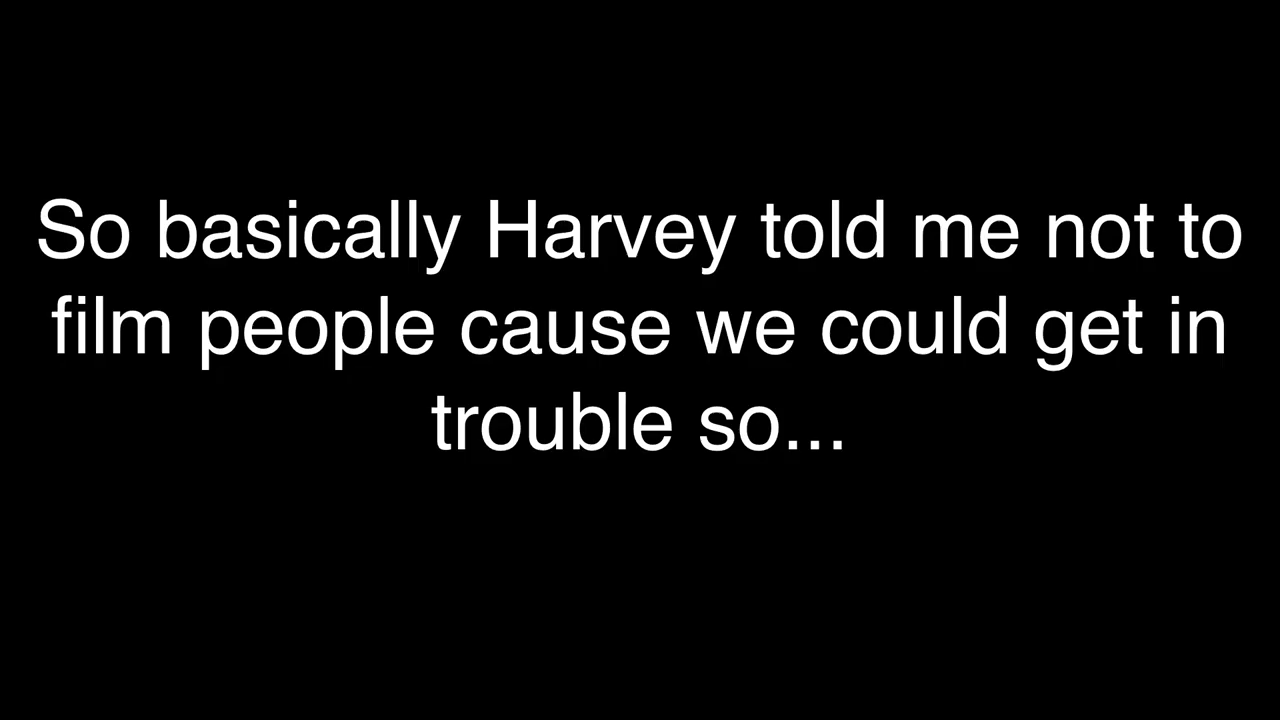 So basically Harvey told me not to
film people cause we could get in
trouble so...